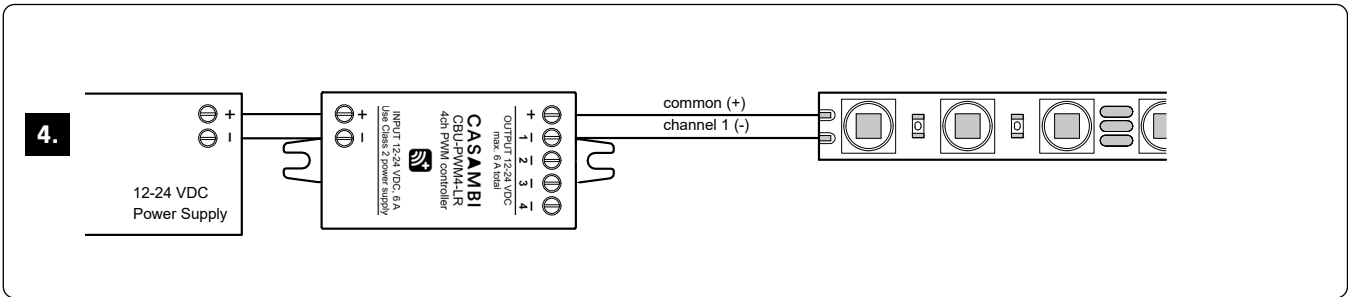 4.
+
−
12-24 VDC
Power Supply
+
−
INPUT 12-24 VDC, 6 A
Use Class 2 power supply
CASAMBI
CBU-PWM4-LR
4ch PWM controller
OUTPUT 12-24 VDC
max. 6 A total
+
1 −
2 −
3 −
4 −
common (+)
channel 1 (-)